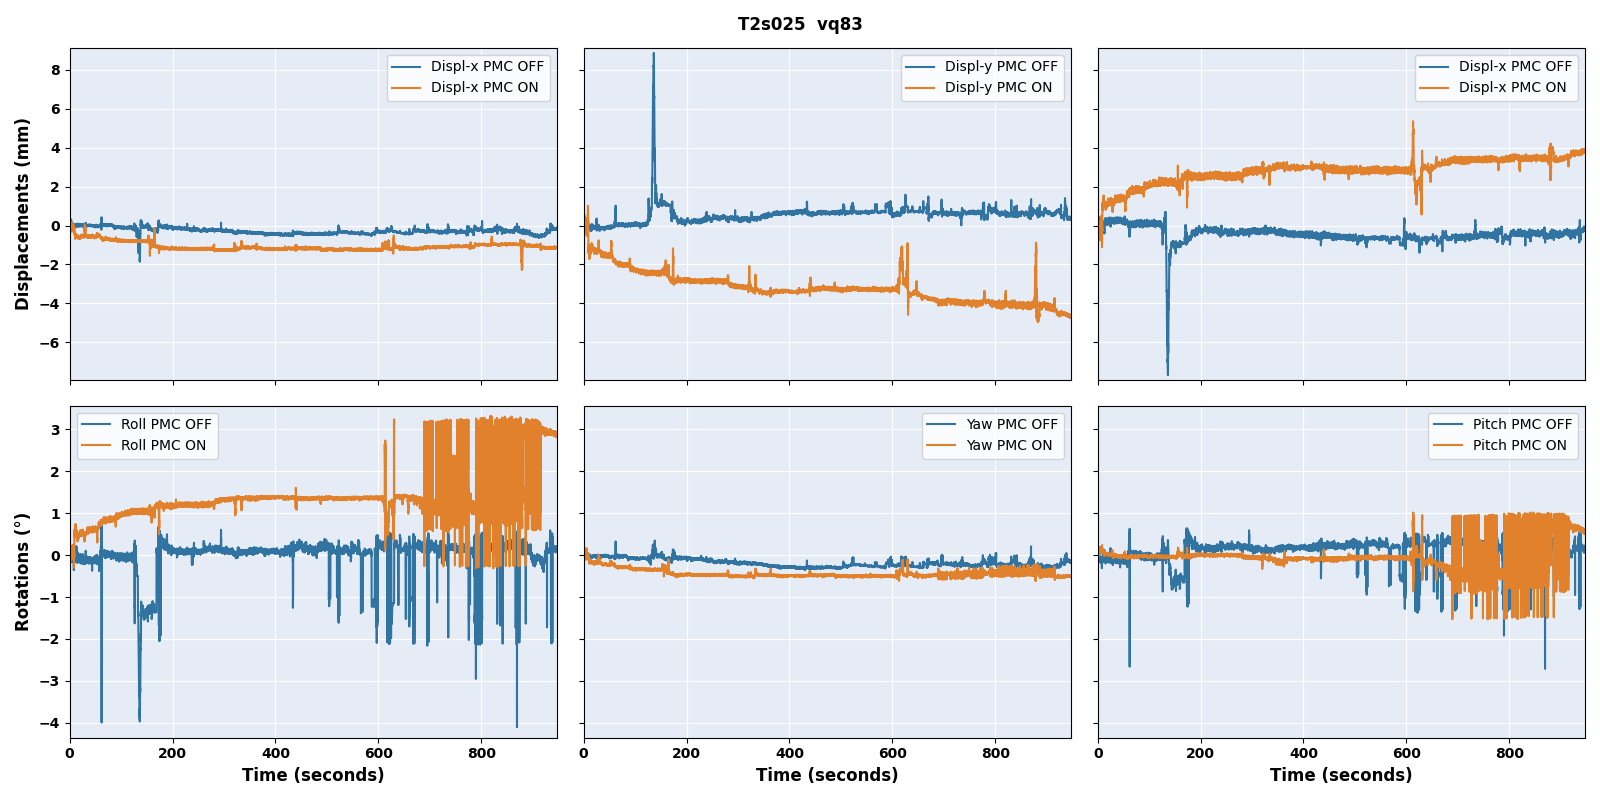 T2s025 vq83
Displacements (mm)
8
6
4
2
0
−2
−4
−6
Displ-x PMC OFF
Displ-x PMC ON
Displ-y PMC OFF
Displ-y PMC ON
Displ-x PMC OFF
Displ-x PMC ON
Rotations (°)
3
2
1
0
−1
−2
−3
−4
Roll PMC OFF
Roll PMC ON
Yaw PMC OFF
Yaw PMC ON
Pitch PMC OFF
Pitch PMC ON
0 200 400 600 800
0 200 400 600 800
0 200 400 600 800
Time (seconds)
Time (seconds)
Time (seconds)